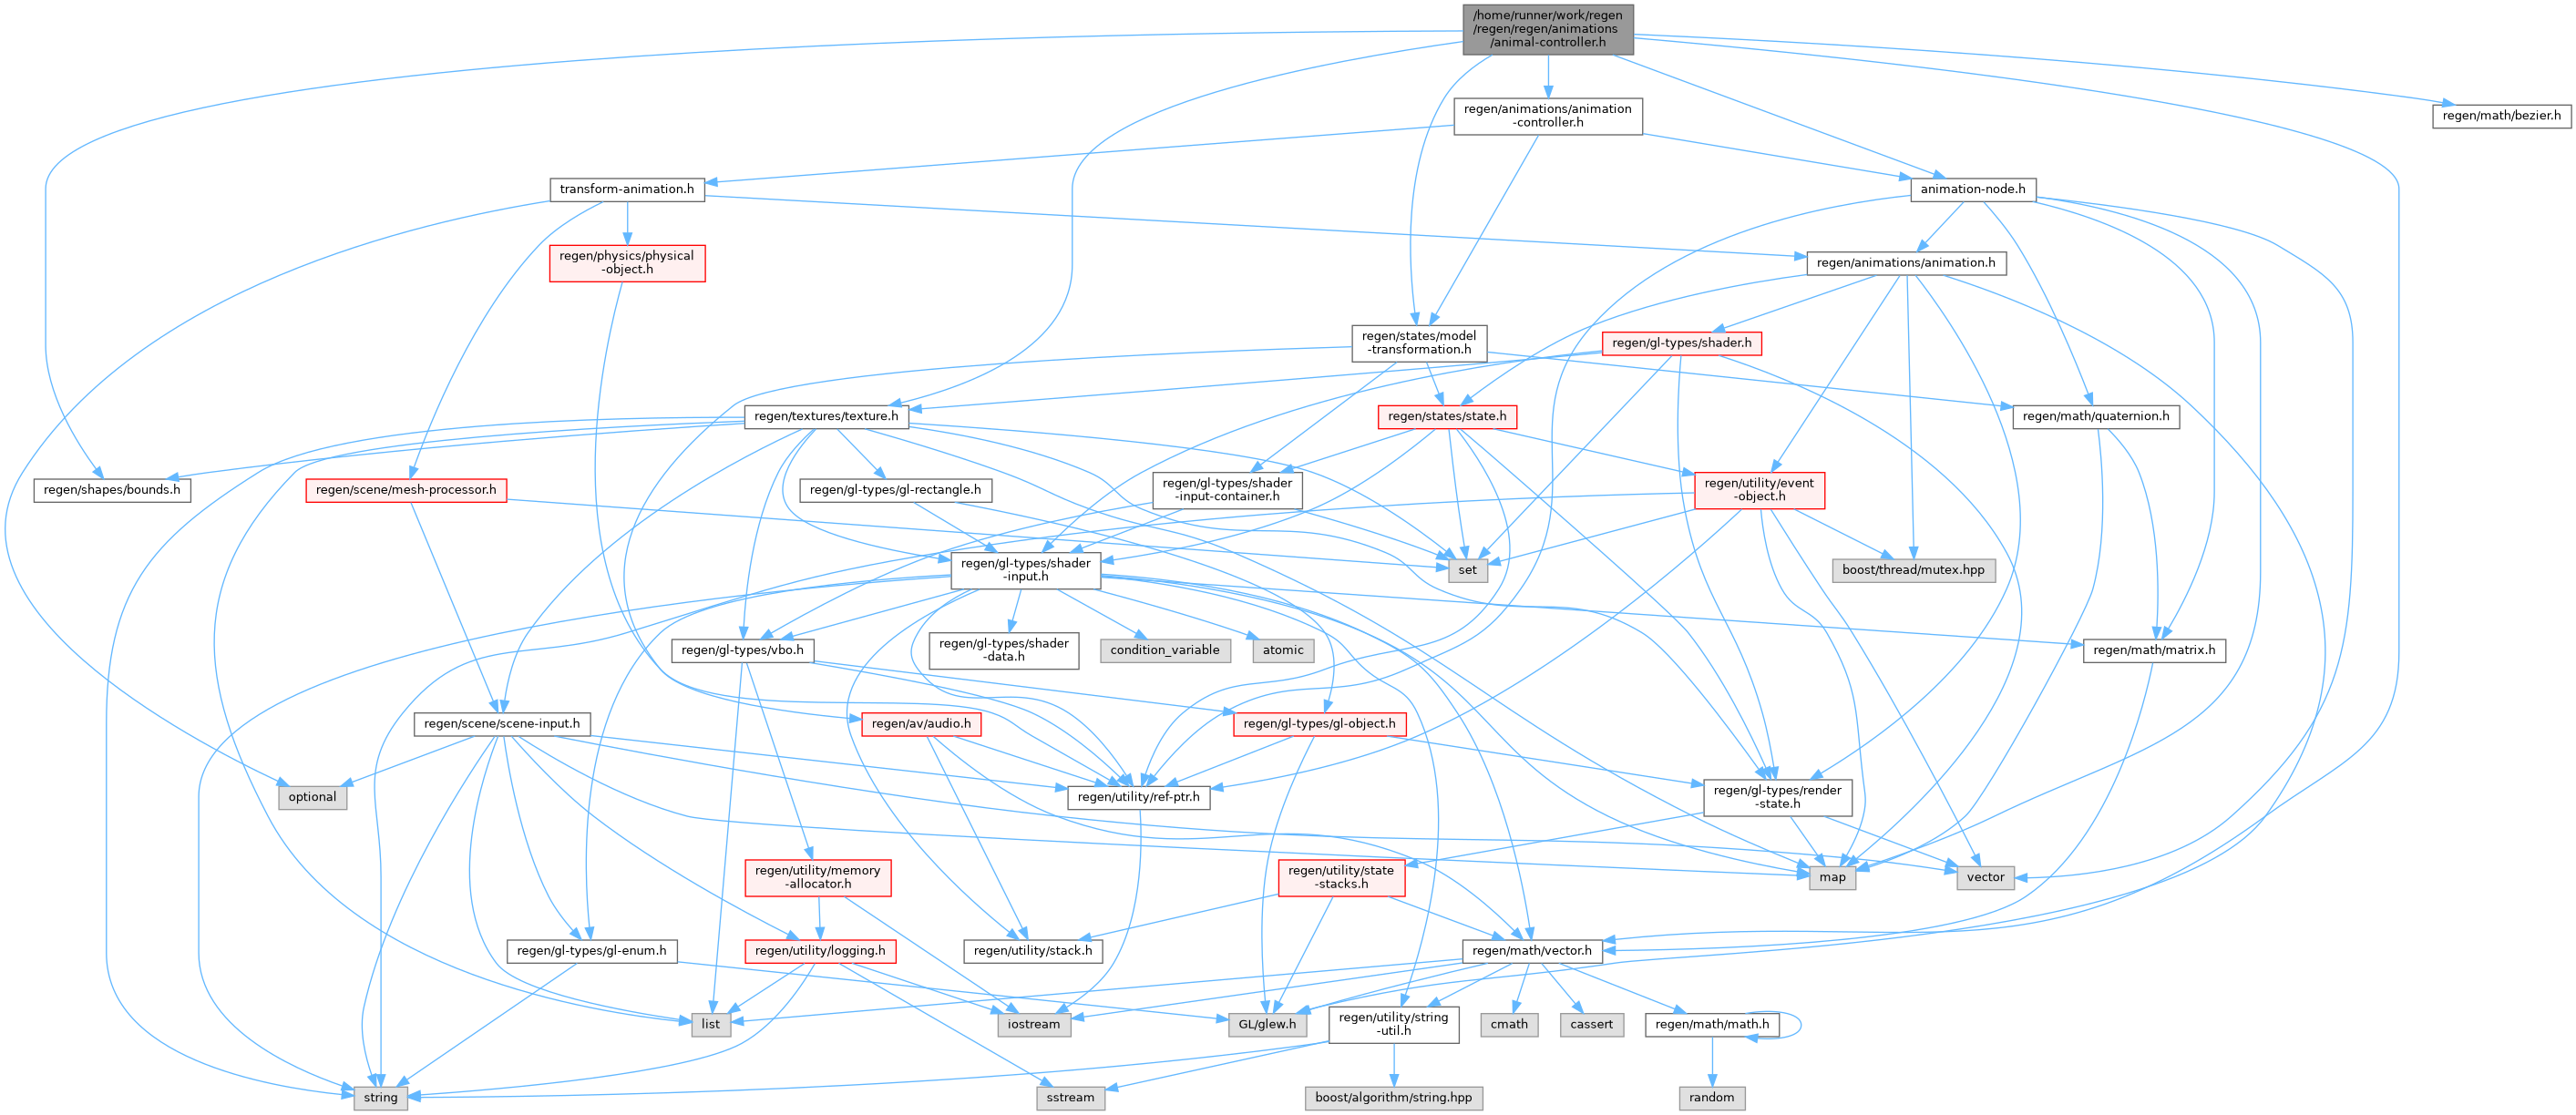 /home/runner/work/regen
/regen/regen/animations
/animal-controller.h
regen/animations/animation
-controller.h
regen/math/bezier.h
transform-animation.h
animation-node.h
regen/physics/physical
-object.h
regen/animations/animation.h
regen/states/model
-transformation.h
regen/gl-types/shader.h
regen/textures/texture.h
regen/states/state.h
regen/math/quaternion.h
regen/shapes/bounds.h
regen/scene/mesh-processor.h
regen/gl-types/gl-rectangle.h
regen/gl-types/shader
-input-container.h
regen/utility/event
-object.h
regen/gl-types/shader
-input.h
set
boost/thread/mutex.hpp
regen/gl-types/vbo.h
regen/gl-types/shader
-data.h
condition_variable
atomic
regen/math/matrix.h
regen/scene/scene-input.h
regen/av/audio.h
regen/gl-types/gl-object.h
optional
regen/utility/ref-ptr.h
regen/gl-types/render
-state.h
regen/utility/memory
-allocator.h
regen/utility/state
-stacks.h
map
vector
regen/gl-types/gl-enum.h
regen/utility/logging.h
regen/utility/stack.h
regen/math/vector.h
list
iostream
GL/glew.h
regen/utility/string
-util.h
cmath
cassert
regen/math/math.h
string
sstream
boost/algorithm/string.hpp
random